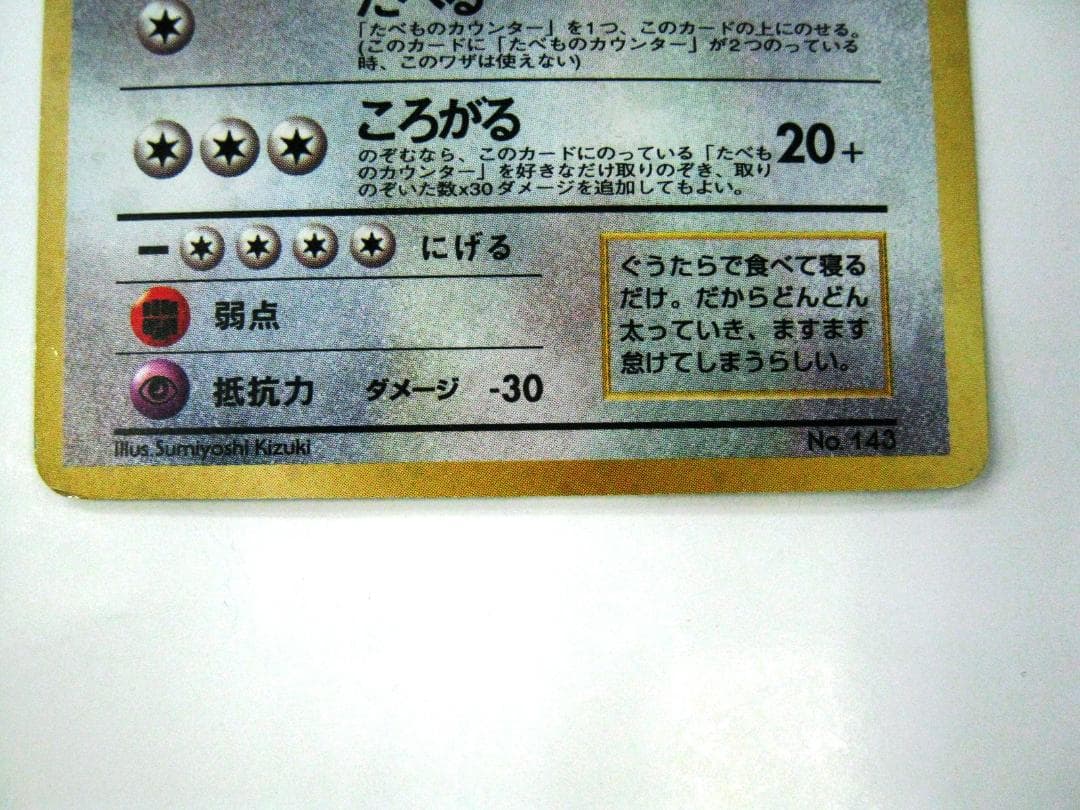 たべる
「たべものカウンター」を1つ、このカードの上にのせる。
(このカードに「たべものカウンター」が2つのっている
時、このワザは使えない)
ころがる
のぞむなら、このカードにのっている「たべも
のカウンター」を好きなだけ取りのぞき、取り
のぞいた数x30ダメージを追加してもよい。
20+
ー にげる
弱点
抵抗力 ダメージ -30
ぐうたらで食べて寝る
だけ。だからどんどん
太っていき、ますます
怠けてしまうらしい。
Illus. Sumiyoshi Kizuki
No. 143